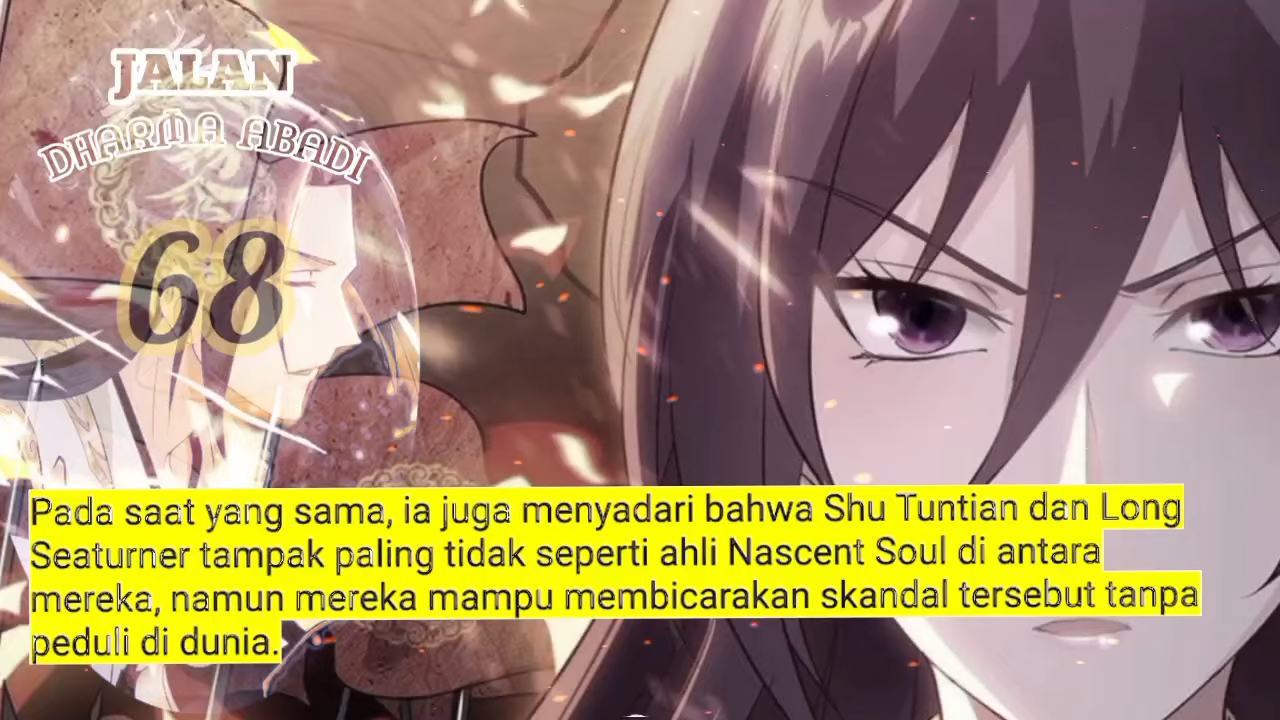 JALAN
DHARMA ABADI
68
Pada saat yang sama, ia juga menyadari bahwa Shu Tuntian dan Long
Seaturner tampak paling tidak seperti ahli Nascent Soul di antara
mereka, namun mereka mampu membicarakan skandal tersebut tanpa
peduli di dunia.